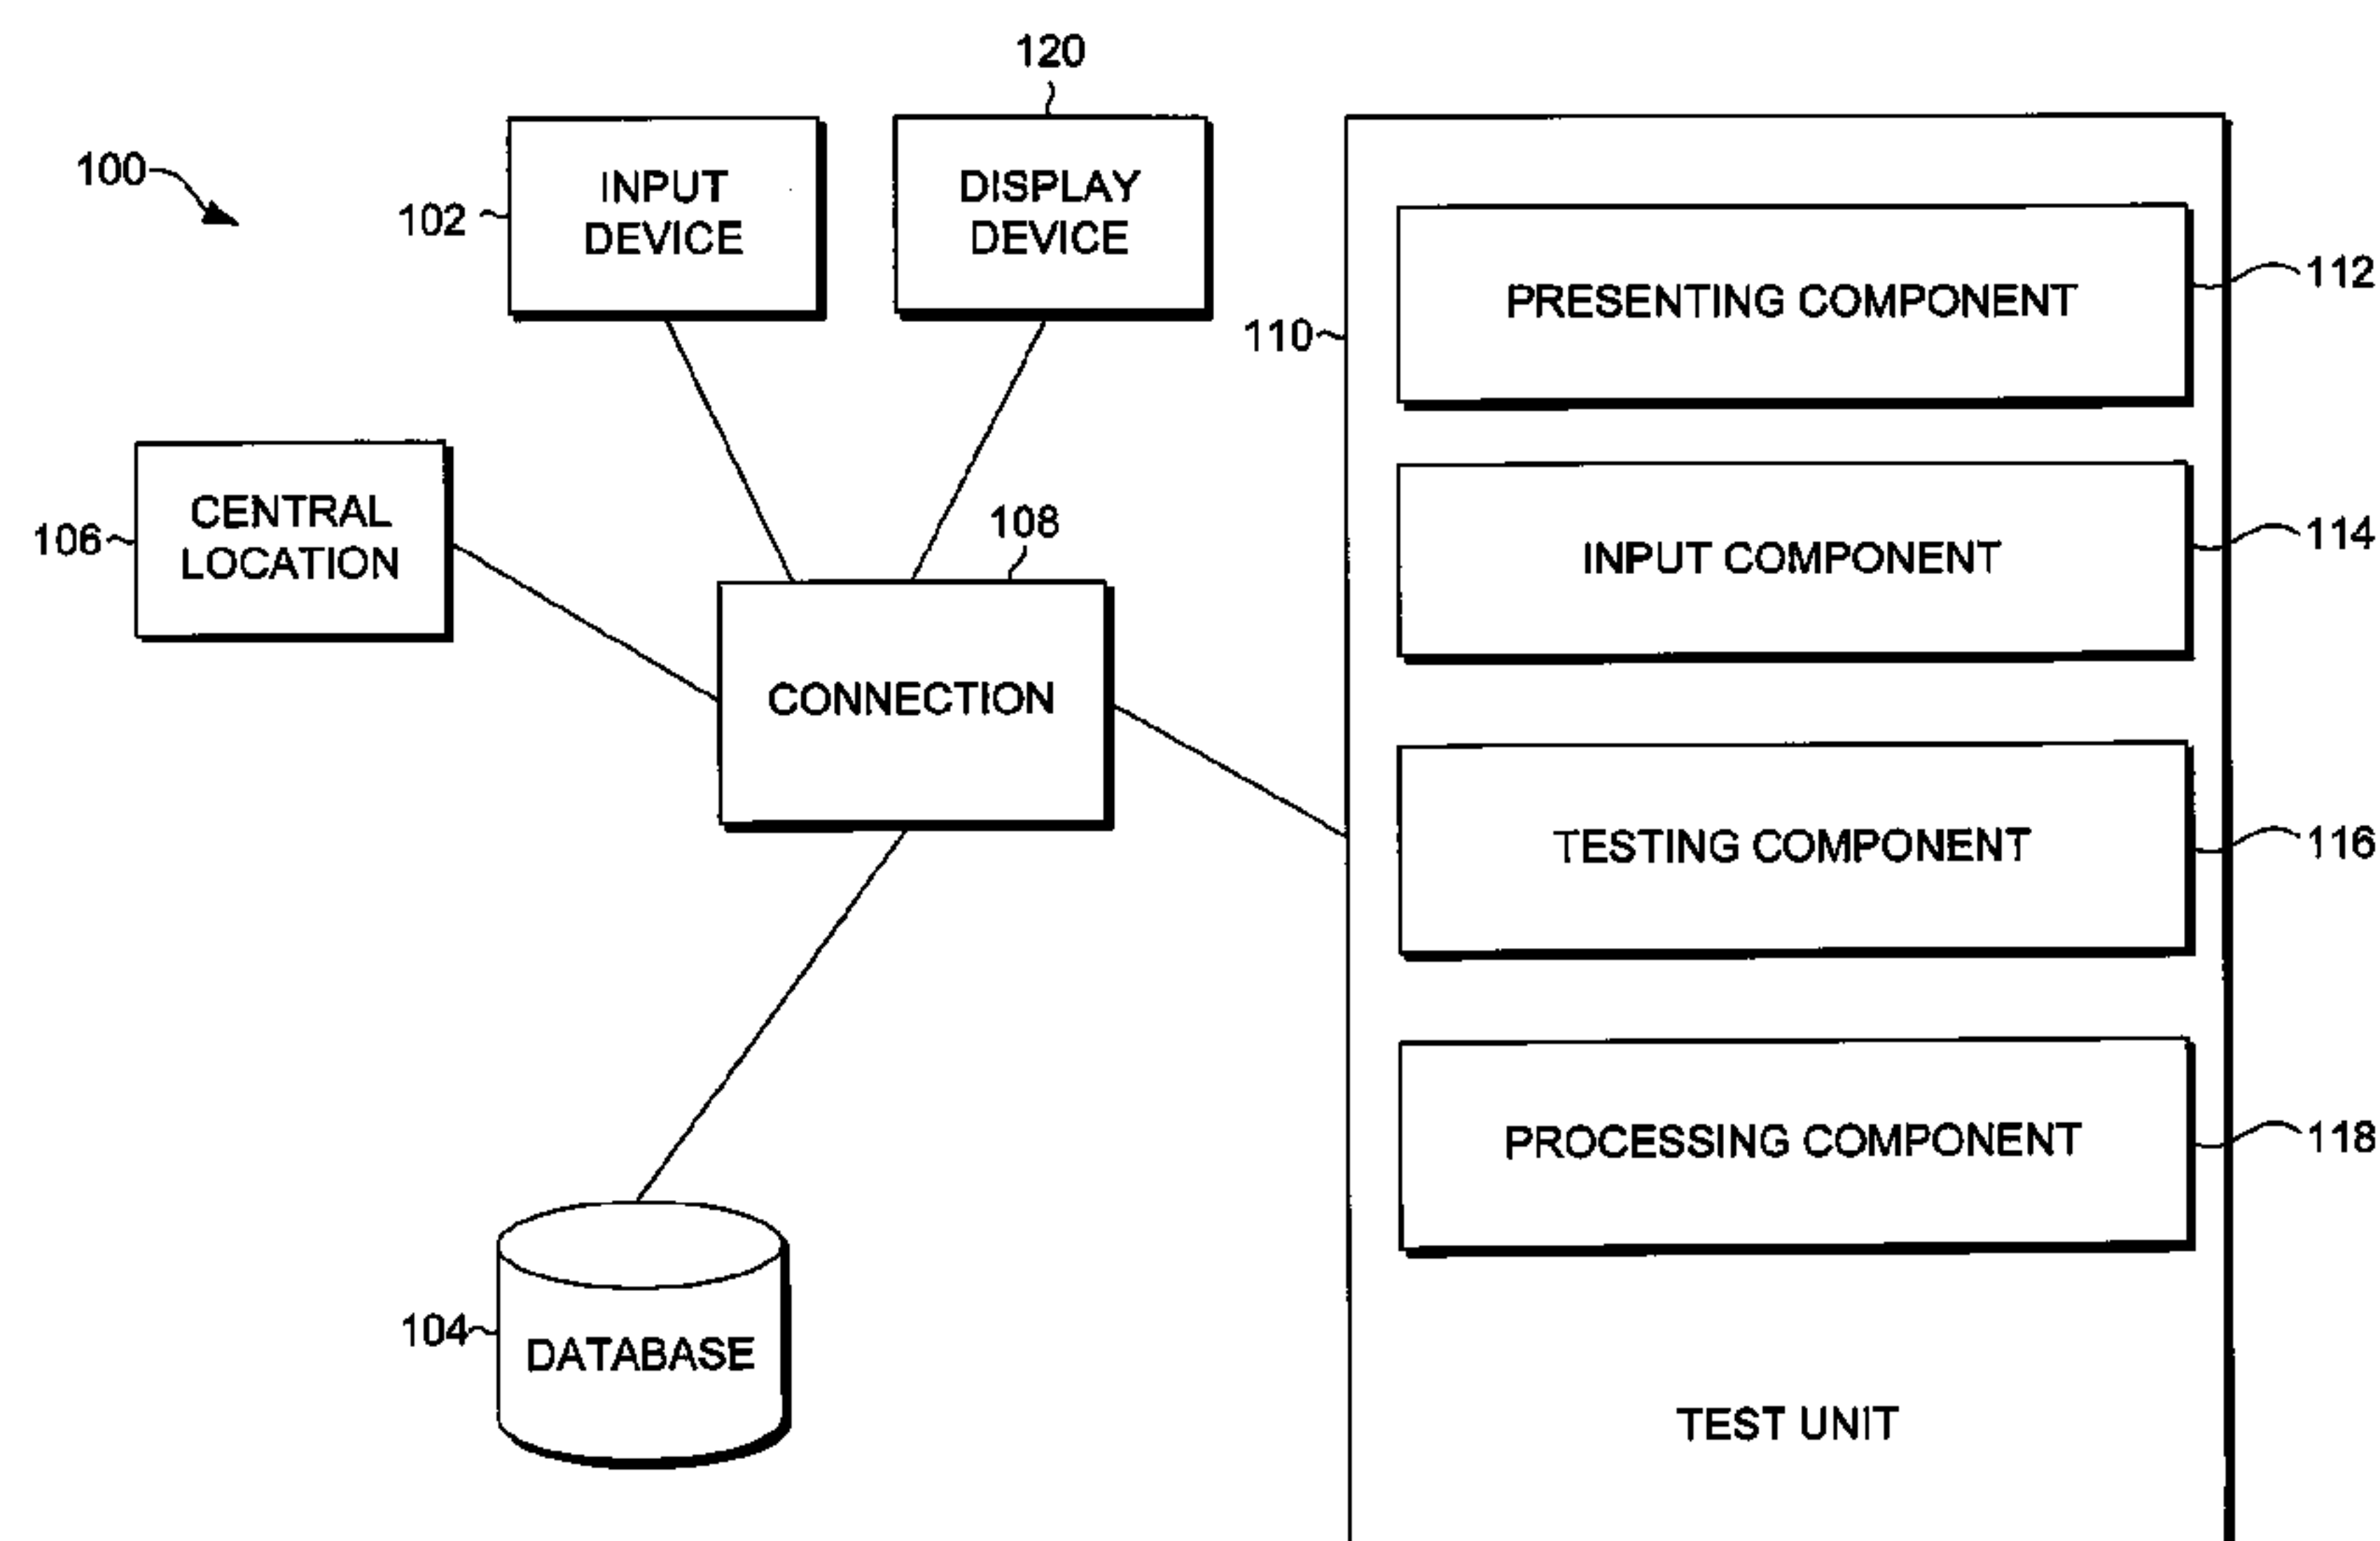 120
100
INPUT
DEVICE
102
DISPLAY
DEVICE
110
PRESENTING COMPONENT
112
CENTRAL
LOCATION
106
108
CONNECTION
INPUT COMPONENT
114
TESTING COMPONENT
116
PROCESSING COMPONENT
118
104
DATABASE
TEST UNIT